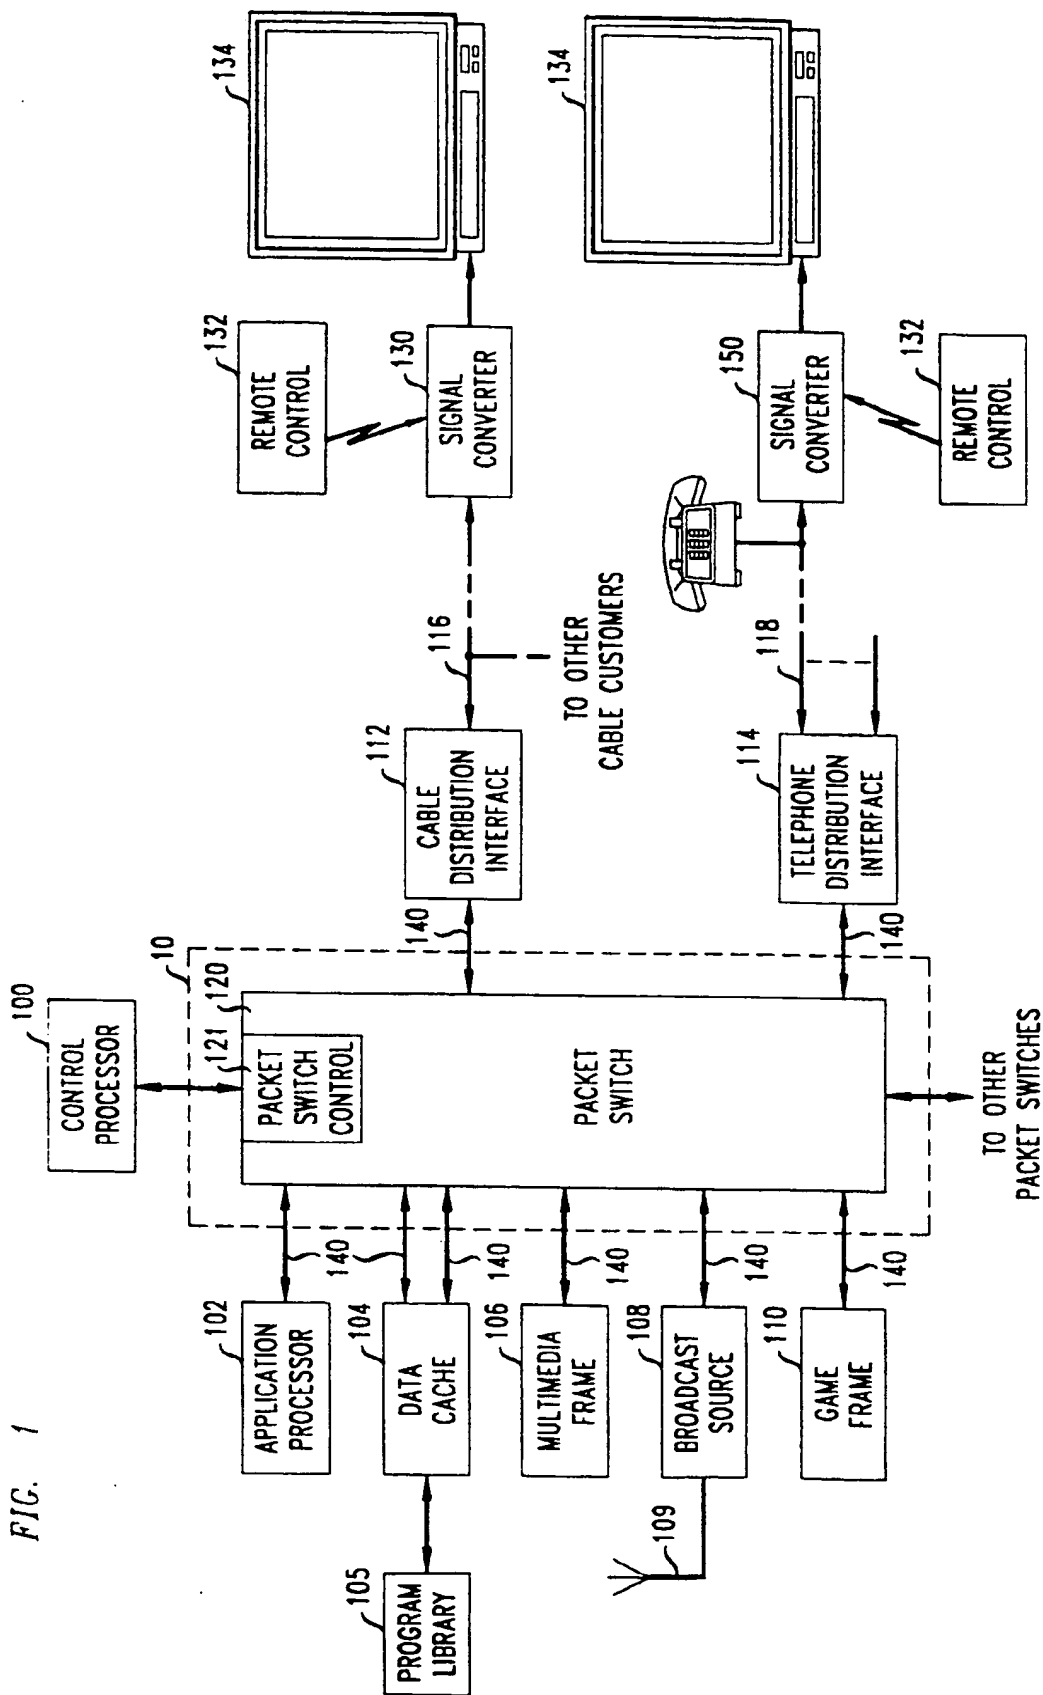 FIG. 1
100
CONTROL
PROCESSOR
10
120
121
PACKET
SWITCH
CONTROL
PACKET
SWITCH
102
APPLICATION
PROCESSOR
140
104
DATA
CACHE
140
140
105
PROGRAM
LIBRARY
106
MULTIMEDIA
FRAME
140
108
BROADCAST
SOURCE
140
109
110
GAME
FRAME
140
TO OTHER
PACKET SWITCHES
140
112
CABLE
DISTRIBUTION
INTERFACE
116
TO OTHER
CABLE CUSTOMERS
132
REMOTE
CONTROL
130
SIGNAL
CONVERTER
134
140
114
TELEPHONE
DISTRIBUTION
INTERFACE
118
150
SIGNAL
CONVERTER
132
REMOTE
CONTROL
134